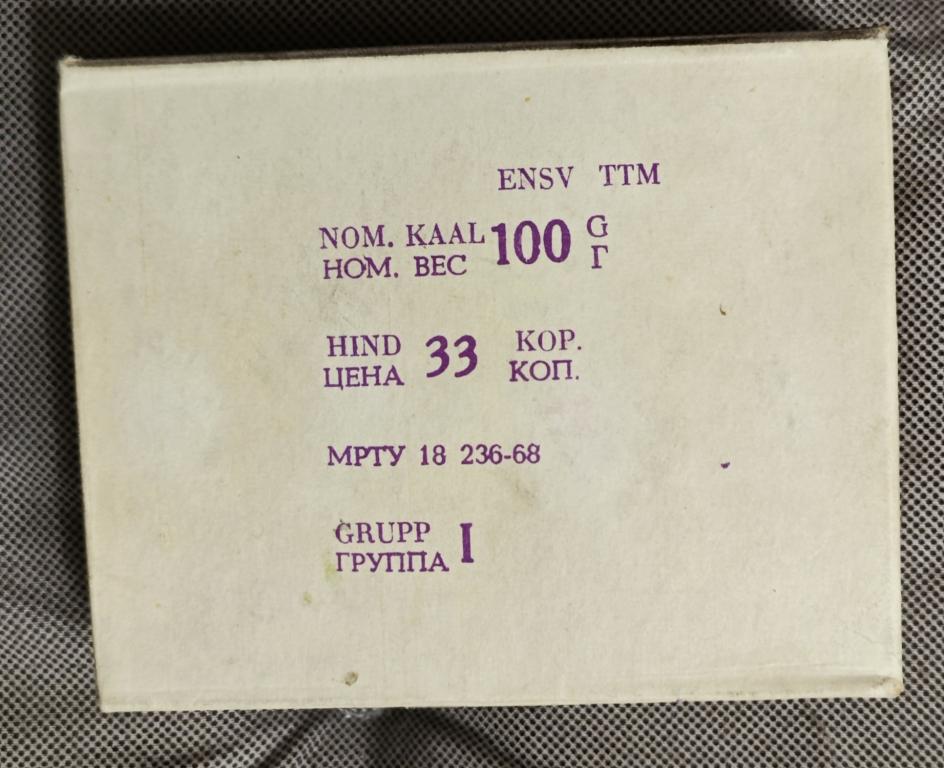 ENSV TTM
NOM. KAAL 100 G
НОМ. ВЕС Г
HIND 33 KOP.
ЦЕНА КОП.
МРТУ 18 236-68
GRUPP I
ГРУППА